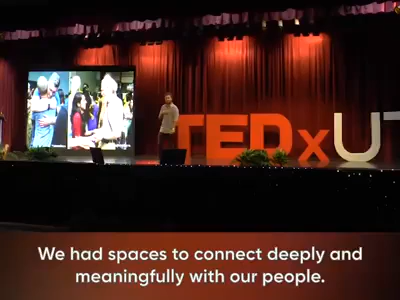 TEDxUT
We had spaces to connect deeply and
meaningfully with our people.